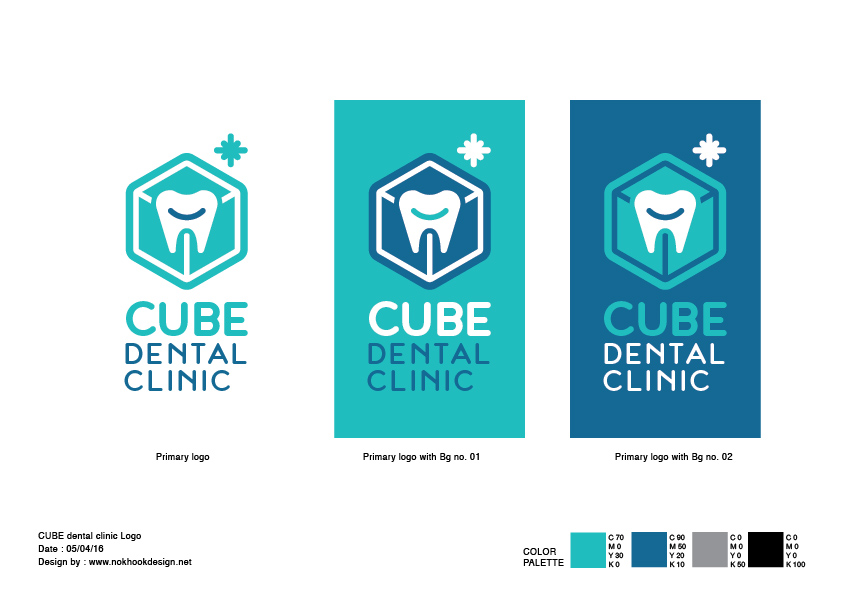 CUBE
DENTAL
CLINIC
Primary logo
CUBE
DENTAL
CLINIC
Primary logo with Bg no. 01
CUBE
DENTAL
CLINIC
Primary logo with Bg no. 02
CUBE dental clinic Logo
Date : 05/04/16
Design by : www.nokhookdesign.net
COLOR
PALETTE
C 70
M 0
Y 30
K 0
C 90
M 50
Y 20
K 10
C 0
M 0
Y 0
K 50
C 0
M 0
Y 0
K 100